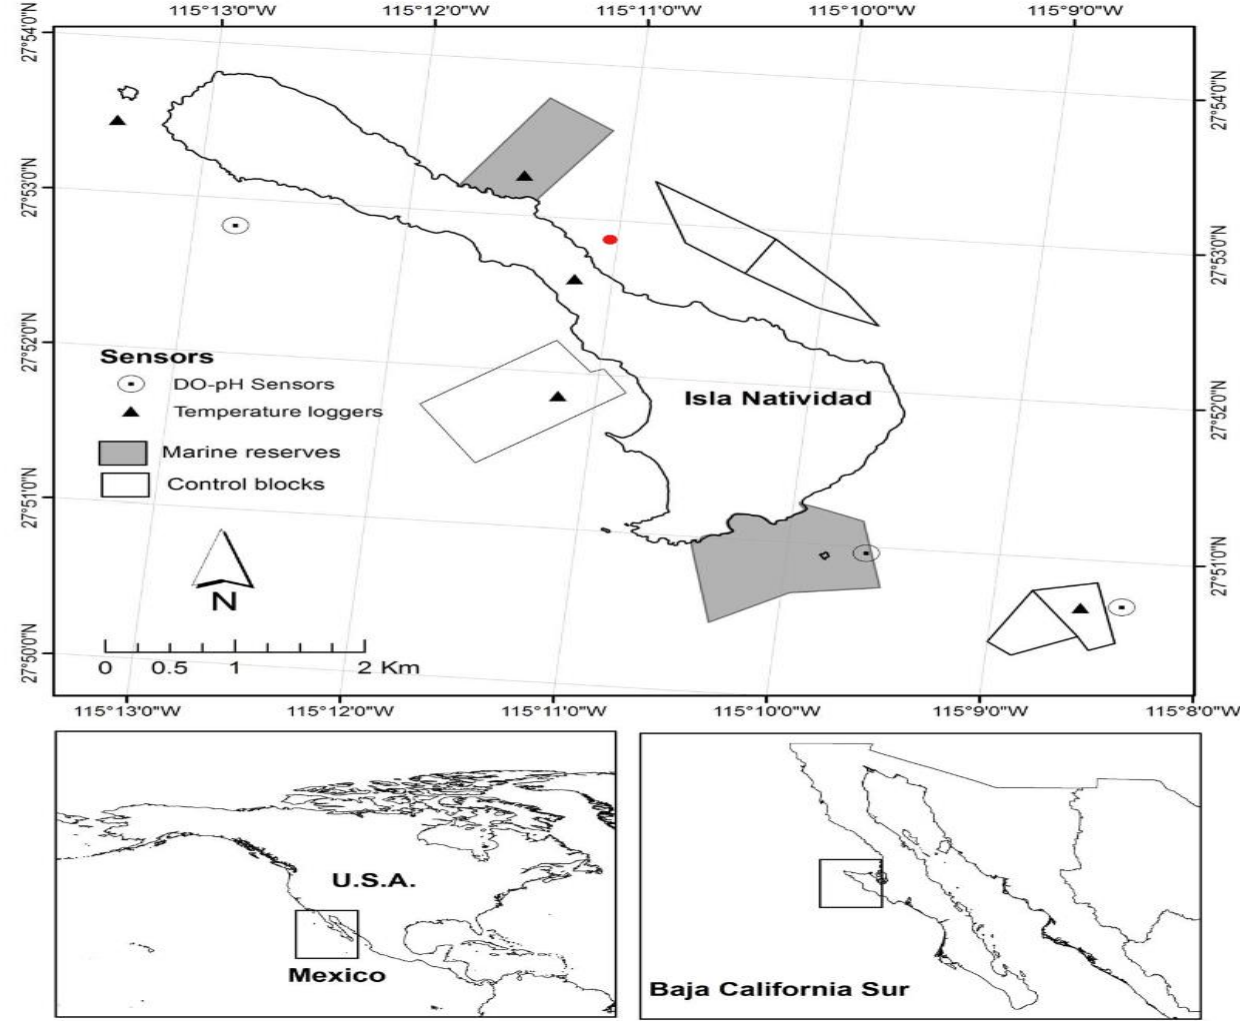 115°13'0"W 115°12'0"W 115°11'0"W 115°10'0"W 115°9'0"W
27°54'0"N
27°54'0"N
27°53'0"N
27°53'0"N
27°52'0"N
Sensors
DO-pH Sensors
Isla Natividad
27°52'0"N
Temperature loggers
Marine reserves
Control blocks
27°51'0"N
27°51'0"N
N
27°50'0"N
0 0.5 1 2 Km
115°13'0"W 115°12'0"W 115°11'0"W 115°10'0"W 115°9'0"W 115°8'0"W
U.S.A.
Mexico
Baja California Sur